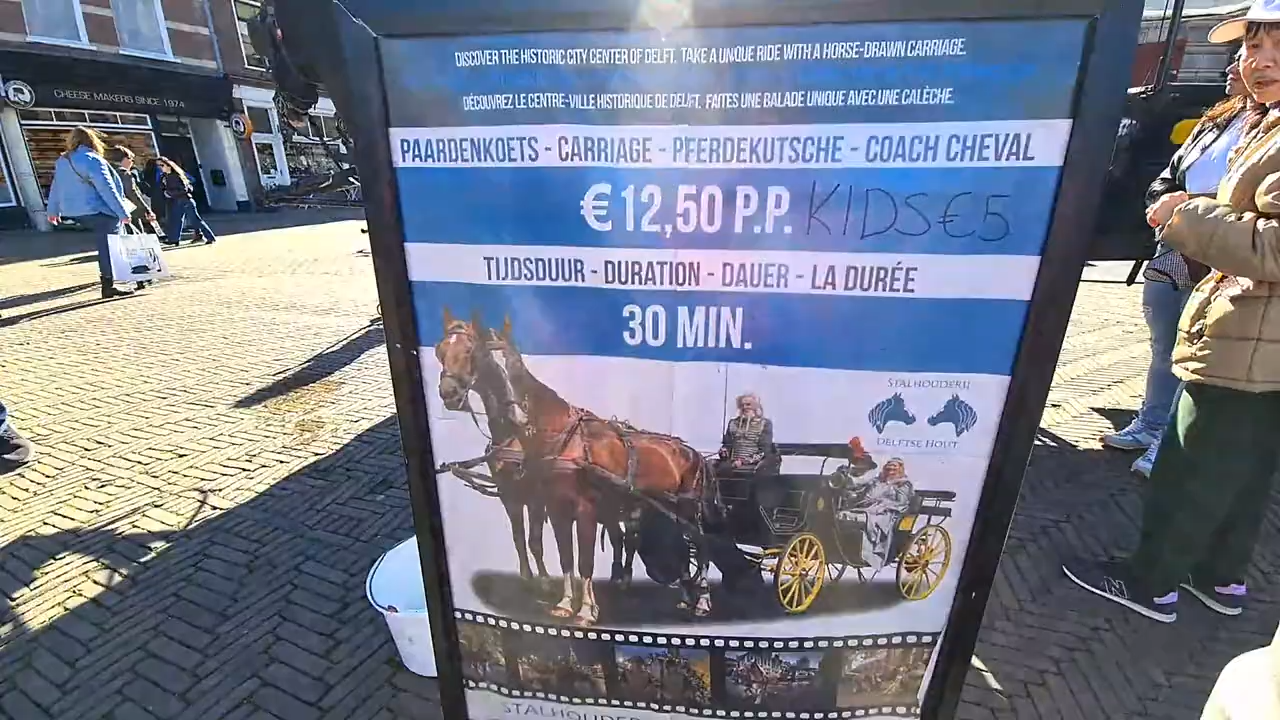 CHEESE MAKERS SINCE 1974
DISCOVER THE HISTORIC CITY CENTER OF DELFT. TAKE A UNQUE RIDE WITH A HORSE-DRAWN CARRIAGE.
DÉCOUVREZ LE CENTRE-VILLE HISTORIQUE DE DELFT. FAITES UNE BALADE UNIQUE AVEC UNE CALÈCHE.
PAARDENKOETS - CARRIAGE - PFERDEKUTSCHE - COACH CHEVAL
€ 12,50 P.P. KIDS €5
TIJDSDUUR - DURATION - DAUER - LA DURÉE
30 MIN.
STALHOUDERIJ
DELFTSE HOUT